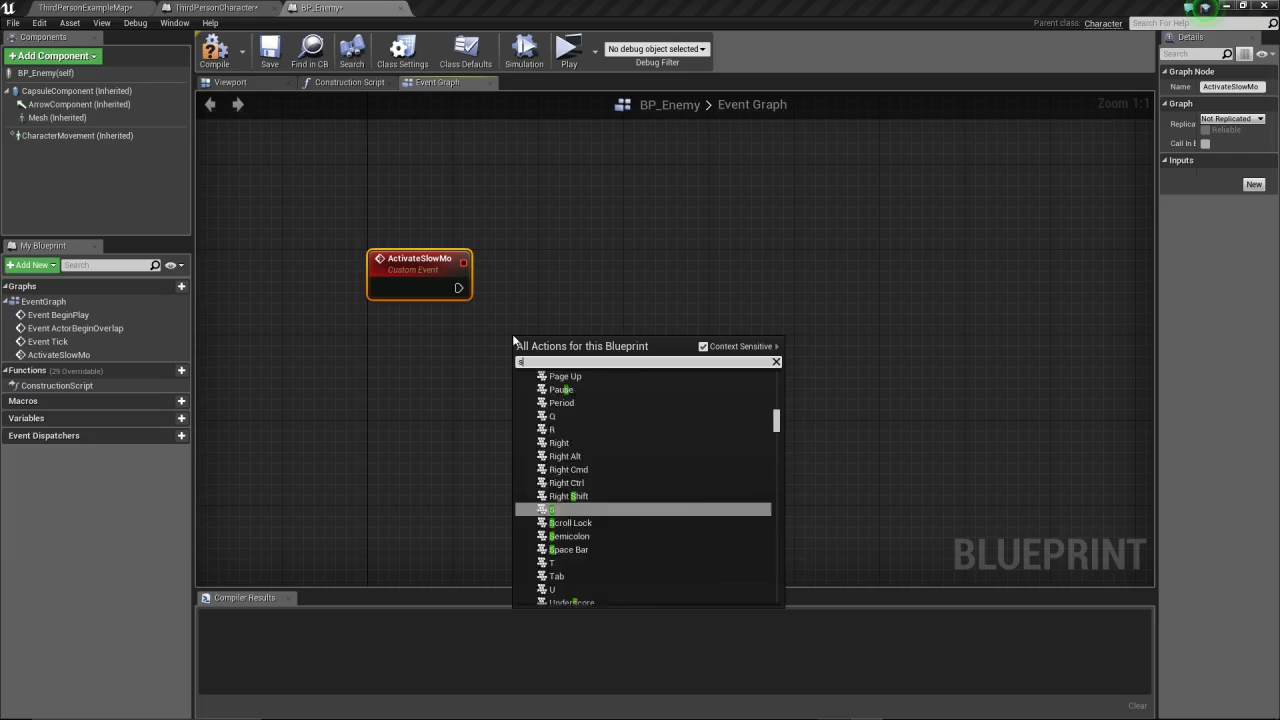 ThirdPersonExampleMap*
ThirdPersonCharacter*
BP_Enemy*
File
Edit
Asset
View
Debug
Window
Help
Parent class: Character
Search For Help
Components
+Add Component
BP_Enemy(self)
CapsuleComponent (Inherited)
ArrowComponent (Inherited)
Mesh (Inherited)
CharacterMovement (Inherited)
Compile
Save
Find in CB
Search
Class Settings
Class Defaults
Simulation
Play
No debug object selected
Debug Filter
Viewport
Construction Script
Event Graph
BP_Enemy > Event Graph
Zoom 1:1
ActivateSlowMo
Custom Event
All Actions for this Blueprint
Context Sensitive
s
Page Up
Pause
Period
Q
R
Right
Right Alt
Right Cmd
Right Ctrl
Right Shift
S
Scroll Lock
Semicolon
Space Bar
T
Tab
U
Underscore
BLUEPRINT
My Blueprint
+Add New
Search
Graphs
EventGraph
Event BeginPlay
Event ActorBeginOverlap
Event Tick
ActivateSlowMo
Functions (29 Overridable)
ConstructionScript
Macros
Variables
Event Dispatchers
Compiler Results
Clear
Details
Search
Graph Node
Name
ActivateSlowMo
Graph
Replica
Not Replicated
Reliable
Call In E
Inputs
New